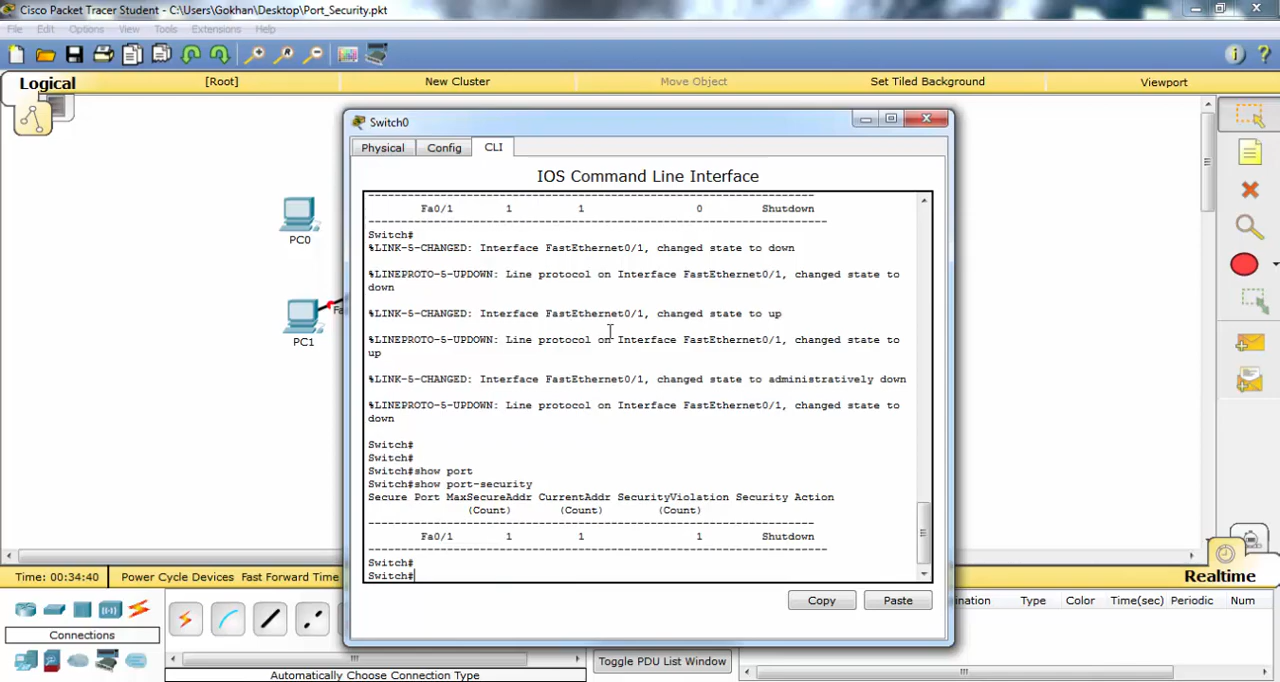 Cisco Packet Tracer Student - C:\Users\Gokhan\Desktop\Port_Security.pkt
File Edit Options View Tools Extensions Help
Logical [Root] New Cluster Move Object Set Tiled Background Viewport
Switch0
Physical Config CLI
IOS Command Line Interface
Fa0/1 1 1 0 Shutdown
Switch#
%LINK-5-CHANGED: Interface FastEthernet0/1, changed state to down
%LINEPROTO-5-UPDOWN: Line protocol on Interface FastEthernet0/1, changed state to
down
%LINK-5-CHANGED: Interface FastEthernet0/1, changed state to up
%LINEPROTO-5-UPDOWN: Line protocol on Interface FastEthernet0/1, changed state to
up
%LINK-5-CHANGED: Interface FastEthernet0/1, changed state to administratively down
%LINEPROTO-5-UPDOWN: Line protocol on Interface FastEthernet0/1, changed state to
down
Switch#
Switch#
Switch#show port
Switch#show port-security
Secure Port MaxSecureAddr CurrentAddr SecurityViolation Security Action
(Count) (Count) (Count)
Fa0/1 1 1 1 Shutdown
Switch#
Switch#
Copy Paste
PC0
Fa
PC1
Time: 00:34:40 Power Cycle Devices Fast Forward Time
Realtime
Connections
Automatically Choose Connection Type
Toggle PDU List Window
ination Type Color Time(sec) Periodic Num